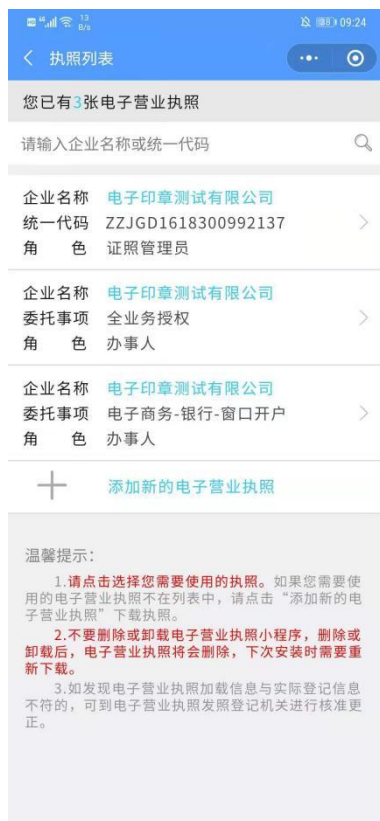 46 13 B/s 80 09:24
执照列表
您已有3张电子营业执照
请输入企业名称或统一代码
企业名称 电子印章测试有限公司
统一代码 ZZJGD1618300992137
角 色 证照管理员
企业名称 电子印章测试有限公司
委托事项 全业务授权
角 色 办事人
企业名称 电子印章测试有限公司
委托事项 电子商务-银行-窗口开户
角 色 办事人
添加新的电子营业执照
温馨提示：
1.请点击选择您需要使用的执照。如果您需要使
用的电子营业执照不在列表中，请点击“添加新的电
子营业执照”下载执照。
2.不要删除或卸载电子营业执照小程序，删除或
卸载后，电子营业执照将会删除，下次安装时需要重
新下载。
3.如发现电子营业执照加载信息与实际登记信息
不符的，可到电子营业执照发照登记机关进行核准更
正。